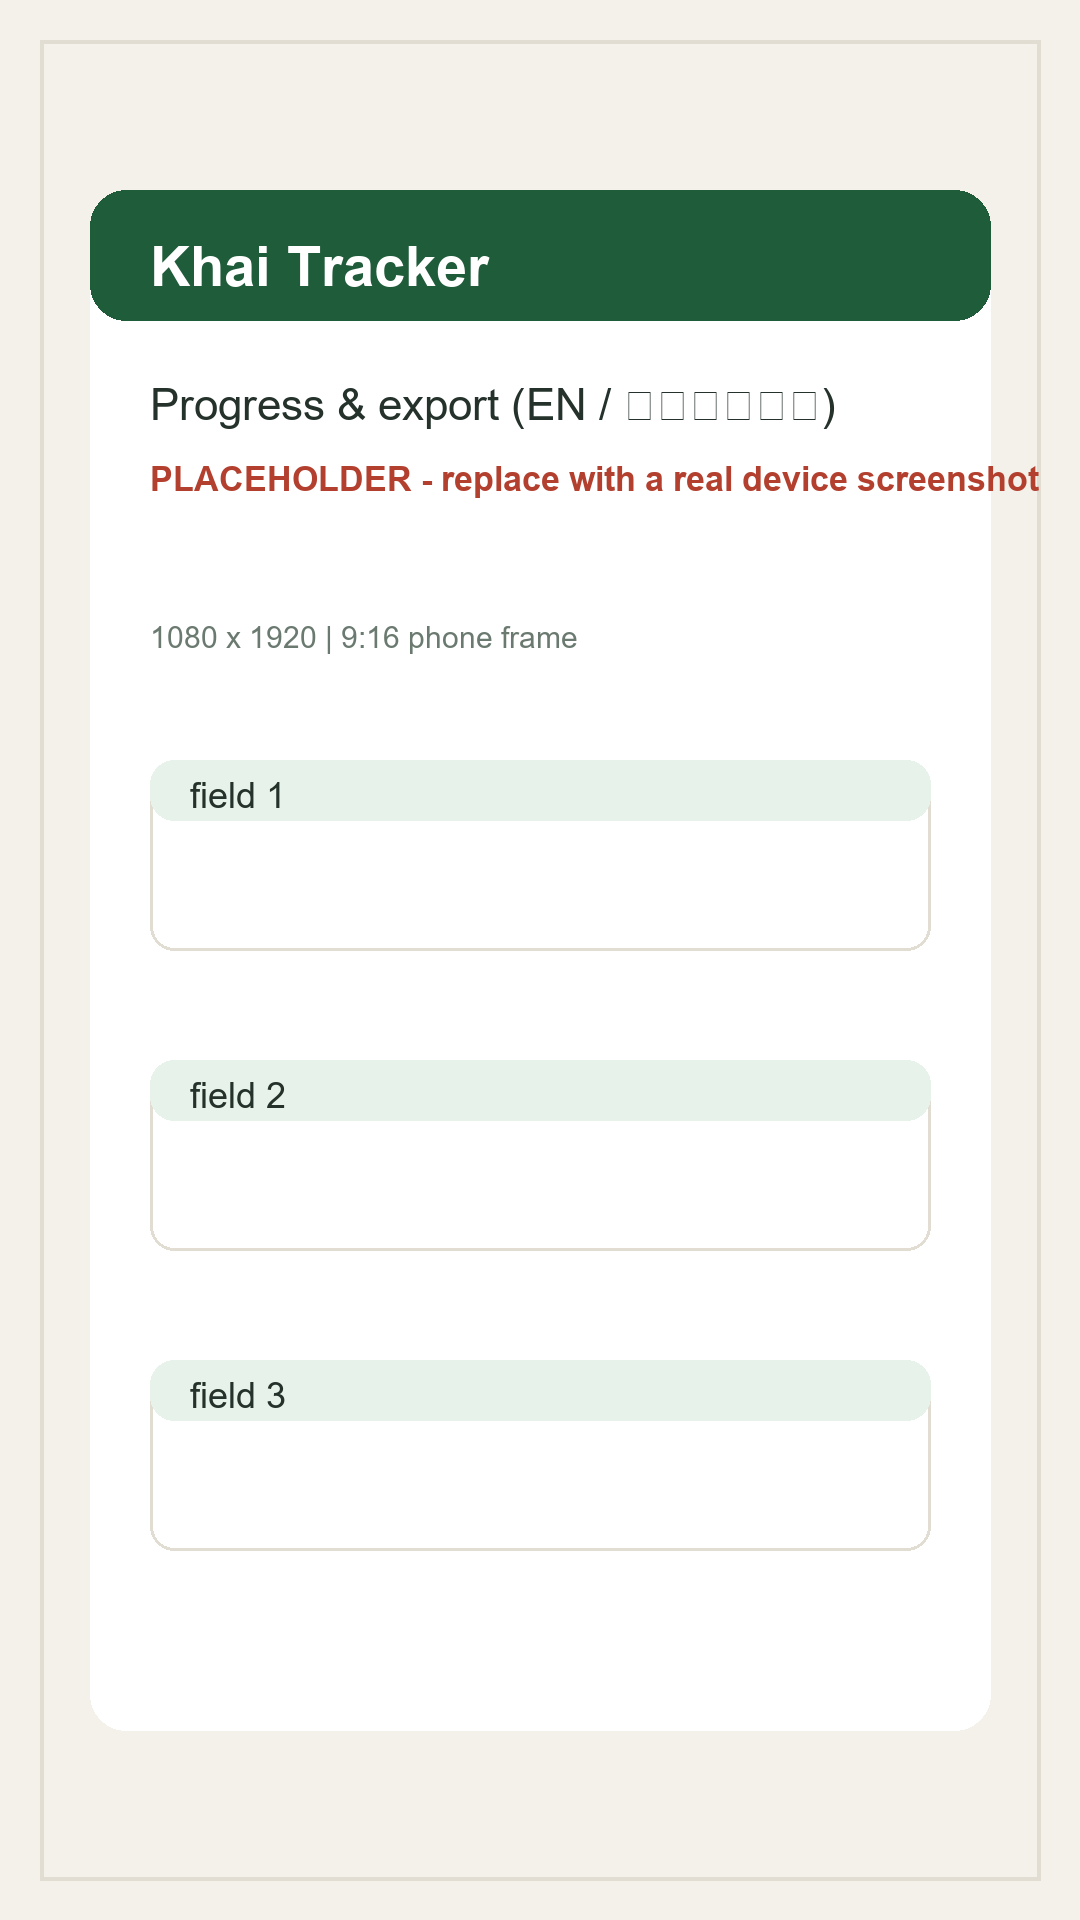 Khai Tracker
Progress & export (EN / □□□□□□)
PLACEHOLDER - replace with a real device screenshot
1080 x 1920 | 9:16 phone frame
field 1
field 2
field 3